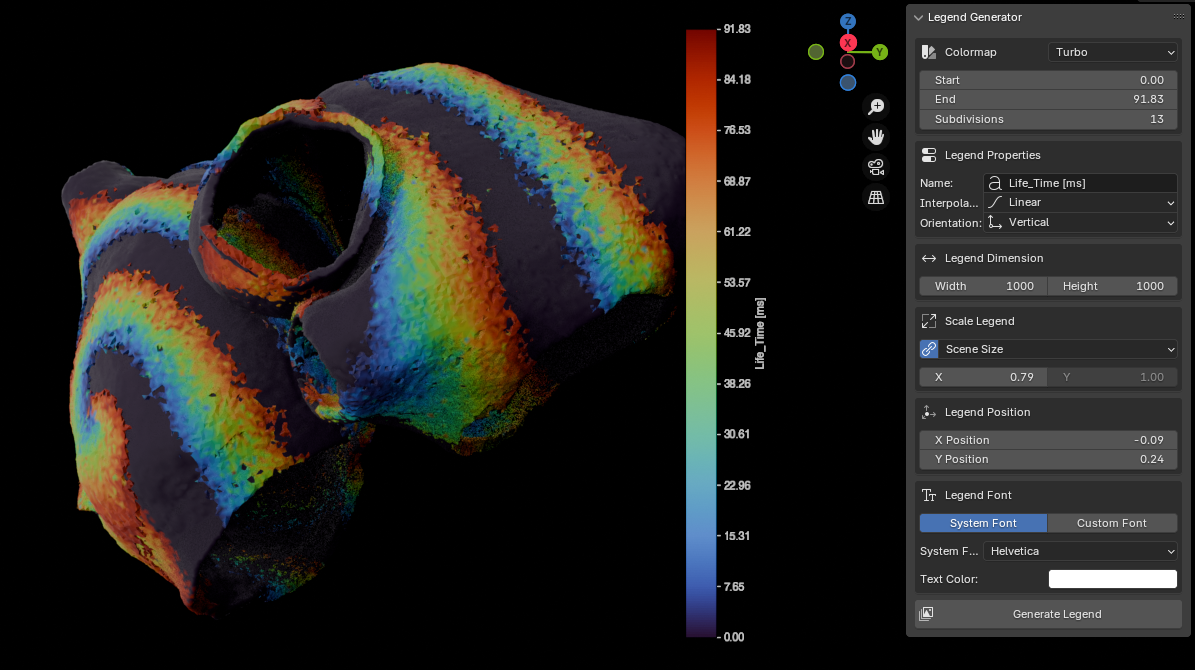 91.83
84.18
76.53
68.87
61.22
53.57
45.92
38.26
30.61
22.96
15.31
7.65
0.00
Life_Time [ms]
Z
X
Y
Legend Generator
Colormap Turbo
Start 0.00
End 91.83
Subdivisions 13
Legend Properties
Name: Life_Time [ms]
Interpola... Linear
Orientation: Vertical
Legend Dimension
Width 1000 Height 1000
Scale Legend
Scene Size
X 0.79 Y 1.00
Legend Position
X Position -0.09
Y Position 0.24
Legend Font
System Font Custom Font
System F... Helvetica
Text Color:
Generate Legend